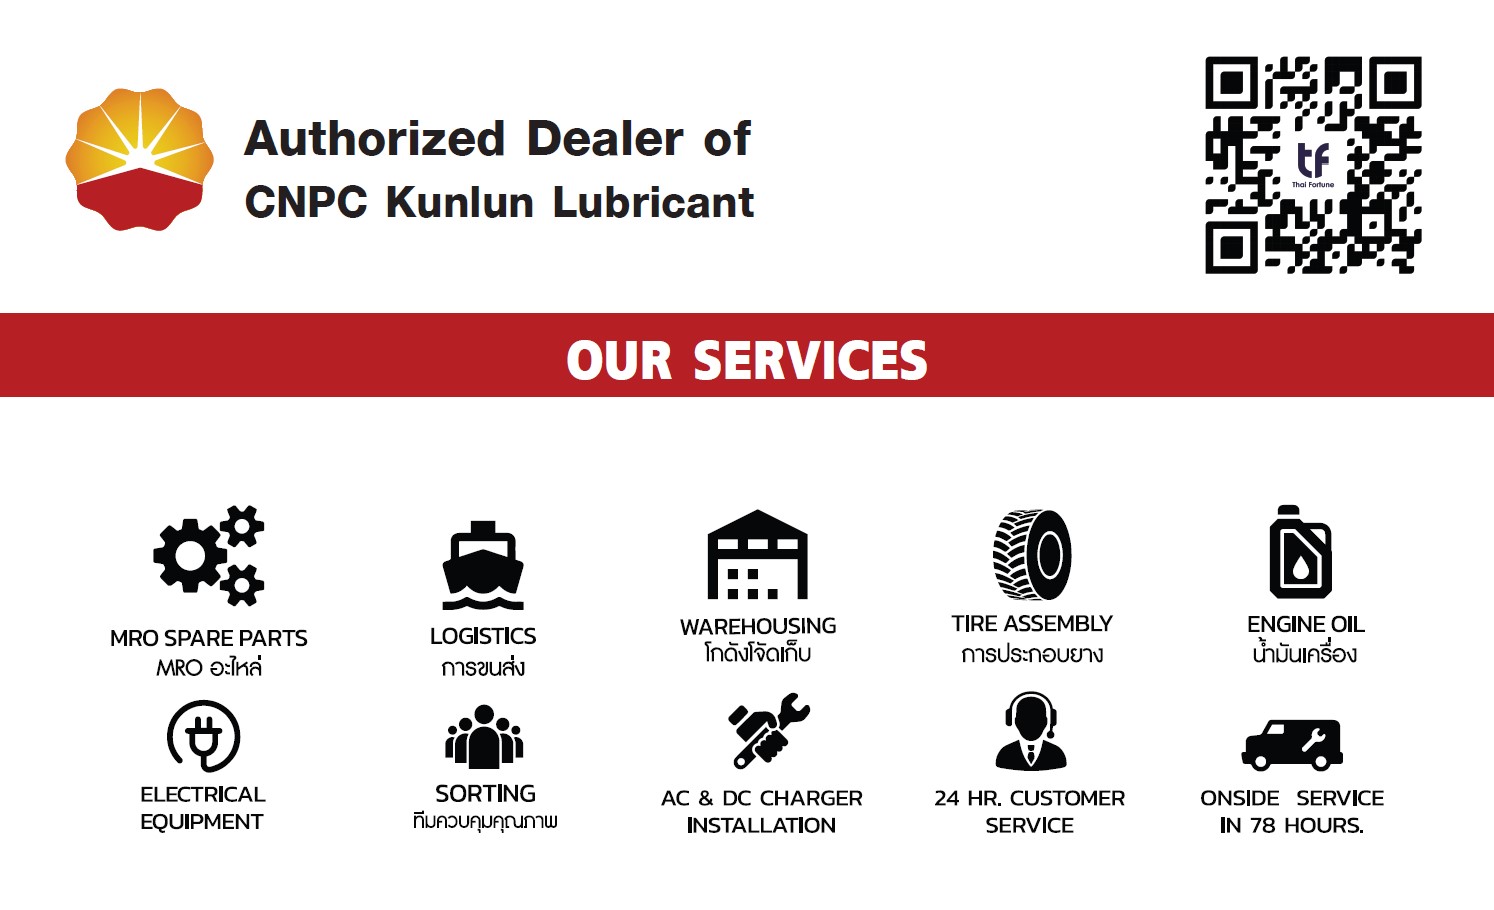 Authorized Dealer of
CNPC Kunlun Lubricant
tf
Thai Fortune
OUR SERVICES
MRO SPARE PARTS
MRO อะไหล่
LOGISTICS
การขนส่ง
WAREHOUSING
โกดังโจัดเก็บ
TIRE ASSEMBLY
การประกอบยาง
ENGINE OIL
น้ำมันเครื่อง
ELECTRICAL
EQUIPMENT
SORTING
ทีมควบคุมคุณภาพ
AC & DC CHARGER
INSTALLATION
24 HR. CUSTOMER
SERVICE
ONSIDE SERVICE
IN 78 HOURS.